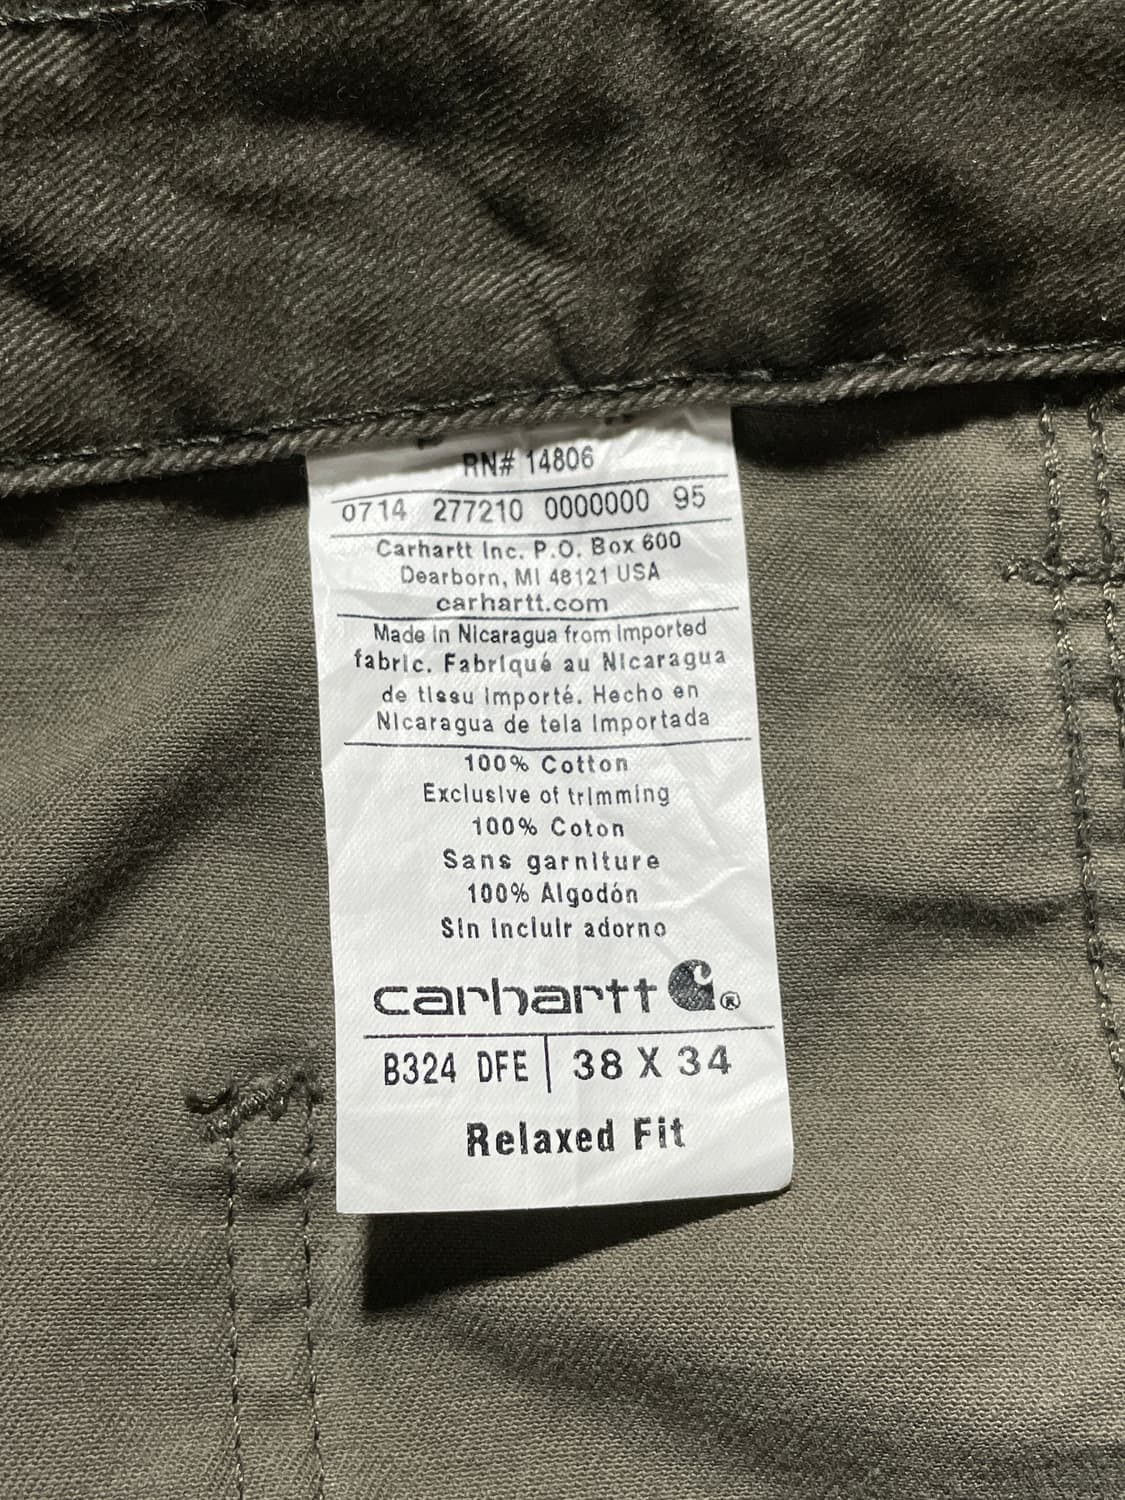 RN# 14806
0714 277210 0000000 95
Carhartt Inc. P.O. Box 600
Dearborn, MI 48121 USA
carhartt.com
Made in Nicaragua from Imported
fabric. Fabriqué au Nicaragua
de tissu importé. Hecho en
Nicaragua de tela Importada
100% Cotton
Exclusive of trimming
100% Coton
Sans garniture
100% Algodón
Sin incluir adorno
carhartt ®
B324 DFE 38 X 34
Relaxed Fit